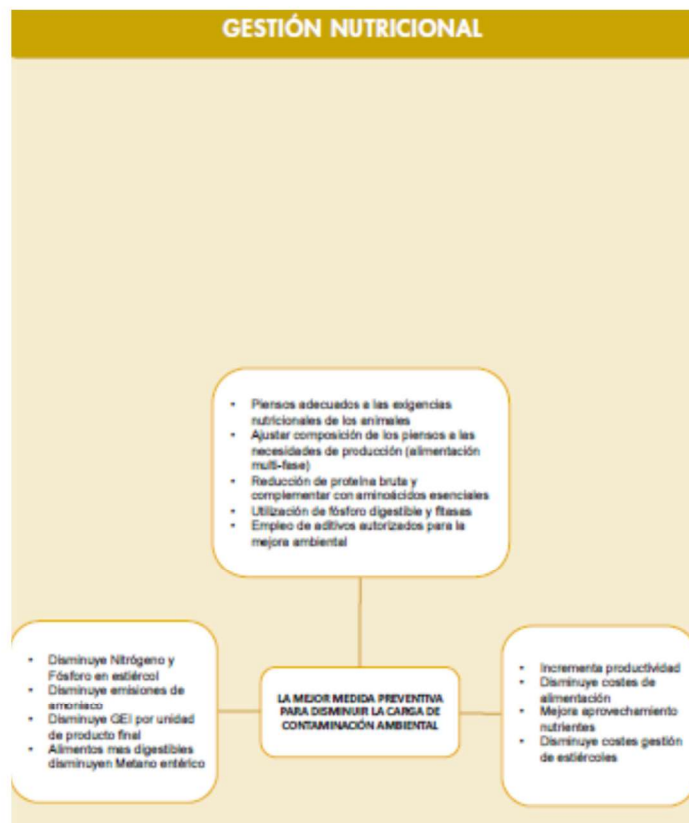 GESTIÓN NUTRICIONAL
• Piensos adecuados a las exigencias
nutricionales de los animales
• Ajustar composición de los piensos a las
necesidades de producción (alimentación
multi-fase)
• Reducción de proteína bruta y
complementar con aminoácidos esenciales
• Utilización de fósforo digestible y fitasas
• Empleo de aditivos autorizados para la
mejora ambiental
• Disminuye Nitrógeno y
Fósforo en estiércol
• Disminuye emisiones de
amoniaco
• Disminuye GEI por unidad
de producto final
• Alimentos mas digestibles
disminuyen Metano entérico
LA MEJOR MEDIDA PREVENTIVA
PARA DISMINUIR LA CARGA DE
CONTAMINACIÓN AMBIENTAL
• Incrementa productividad
• Disminuye costes de
alimentación
• Mejora aprovechamiento
nutrientes
• Disminuye costes gestión
de estiércoles